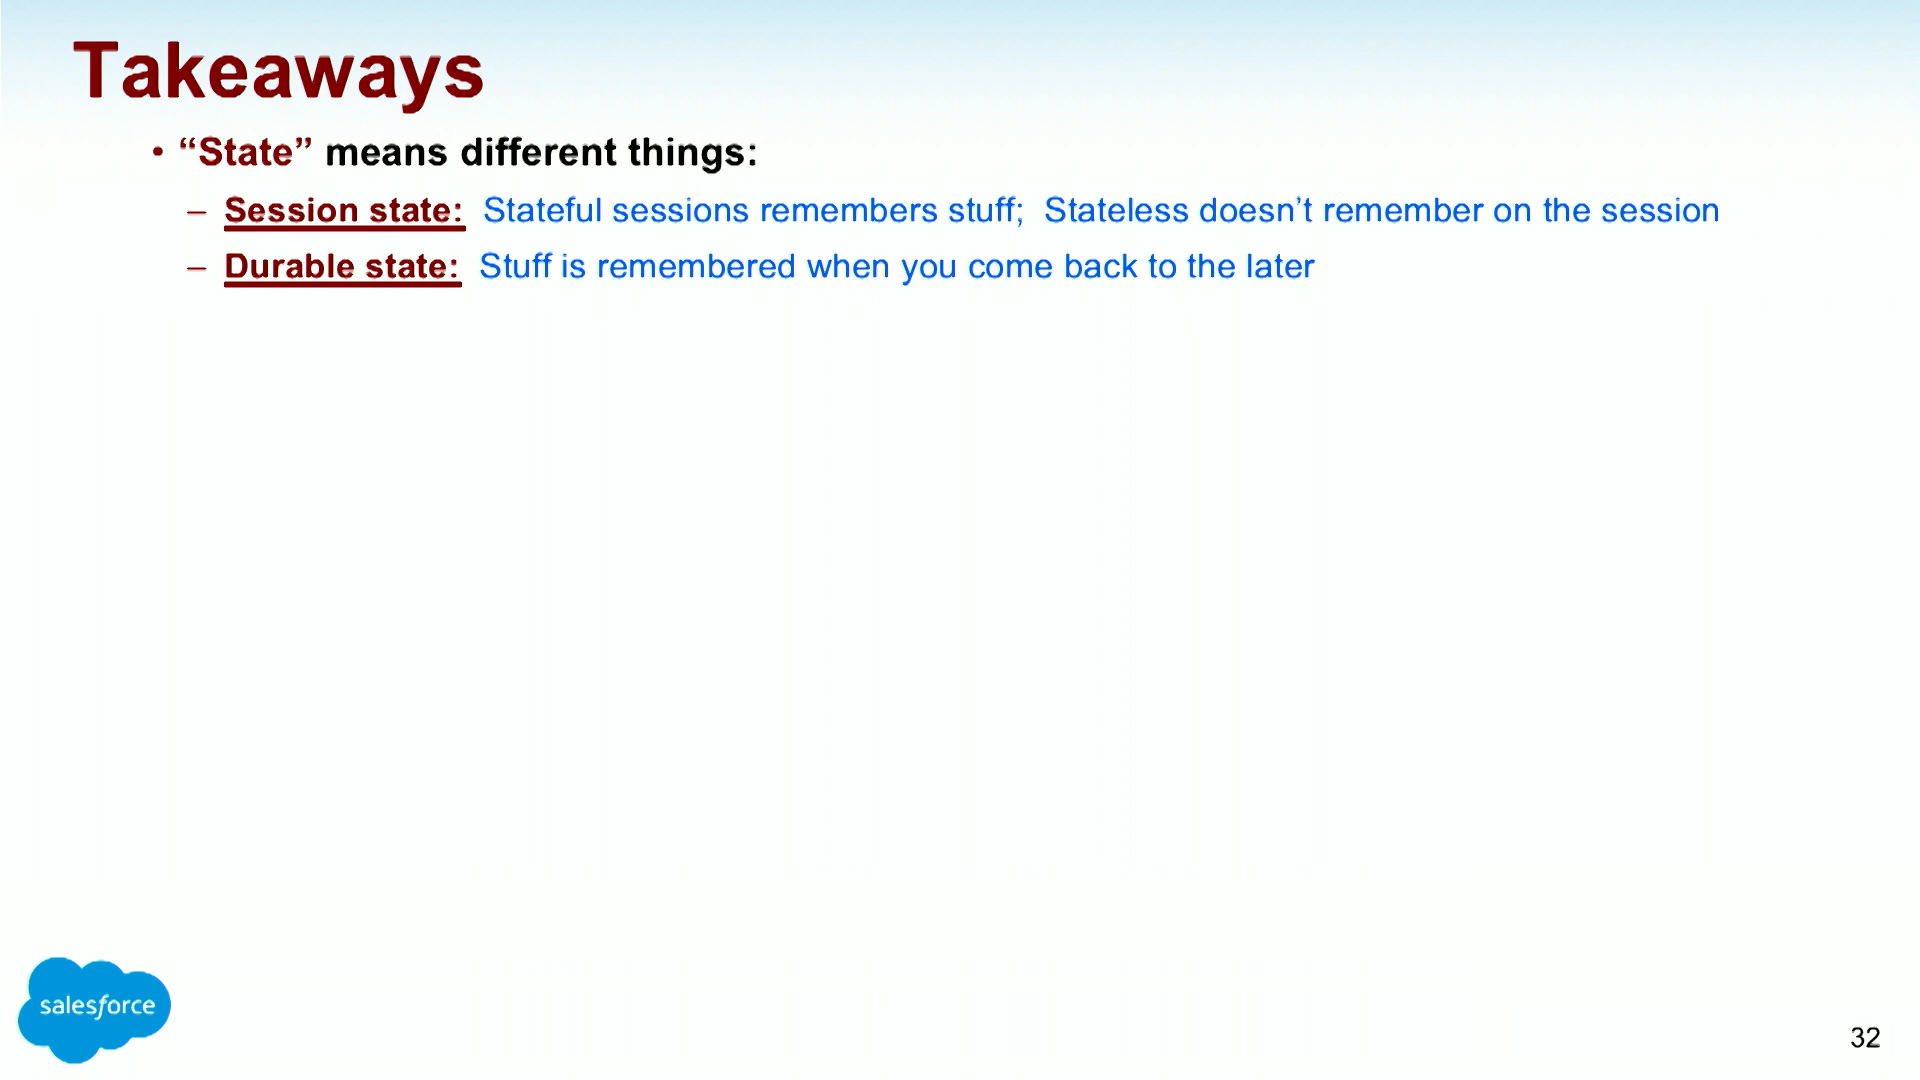 Takeaways
• “State” means different things:
– Session state: Stateful sessions remembers stuff; Stateless doesn’t remember on the session
– Durable state: Stuff is remembered when you come back to the later
salesforce
32